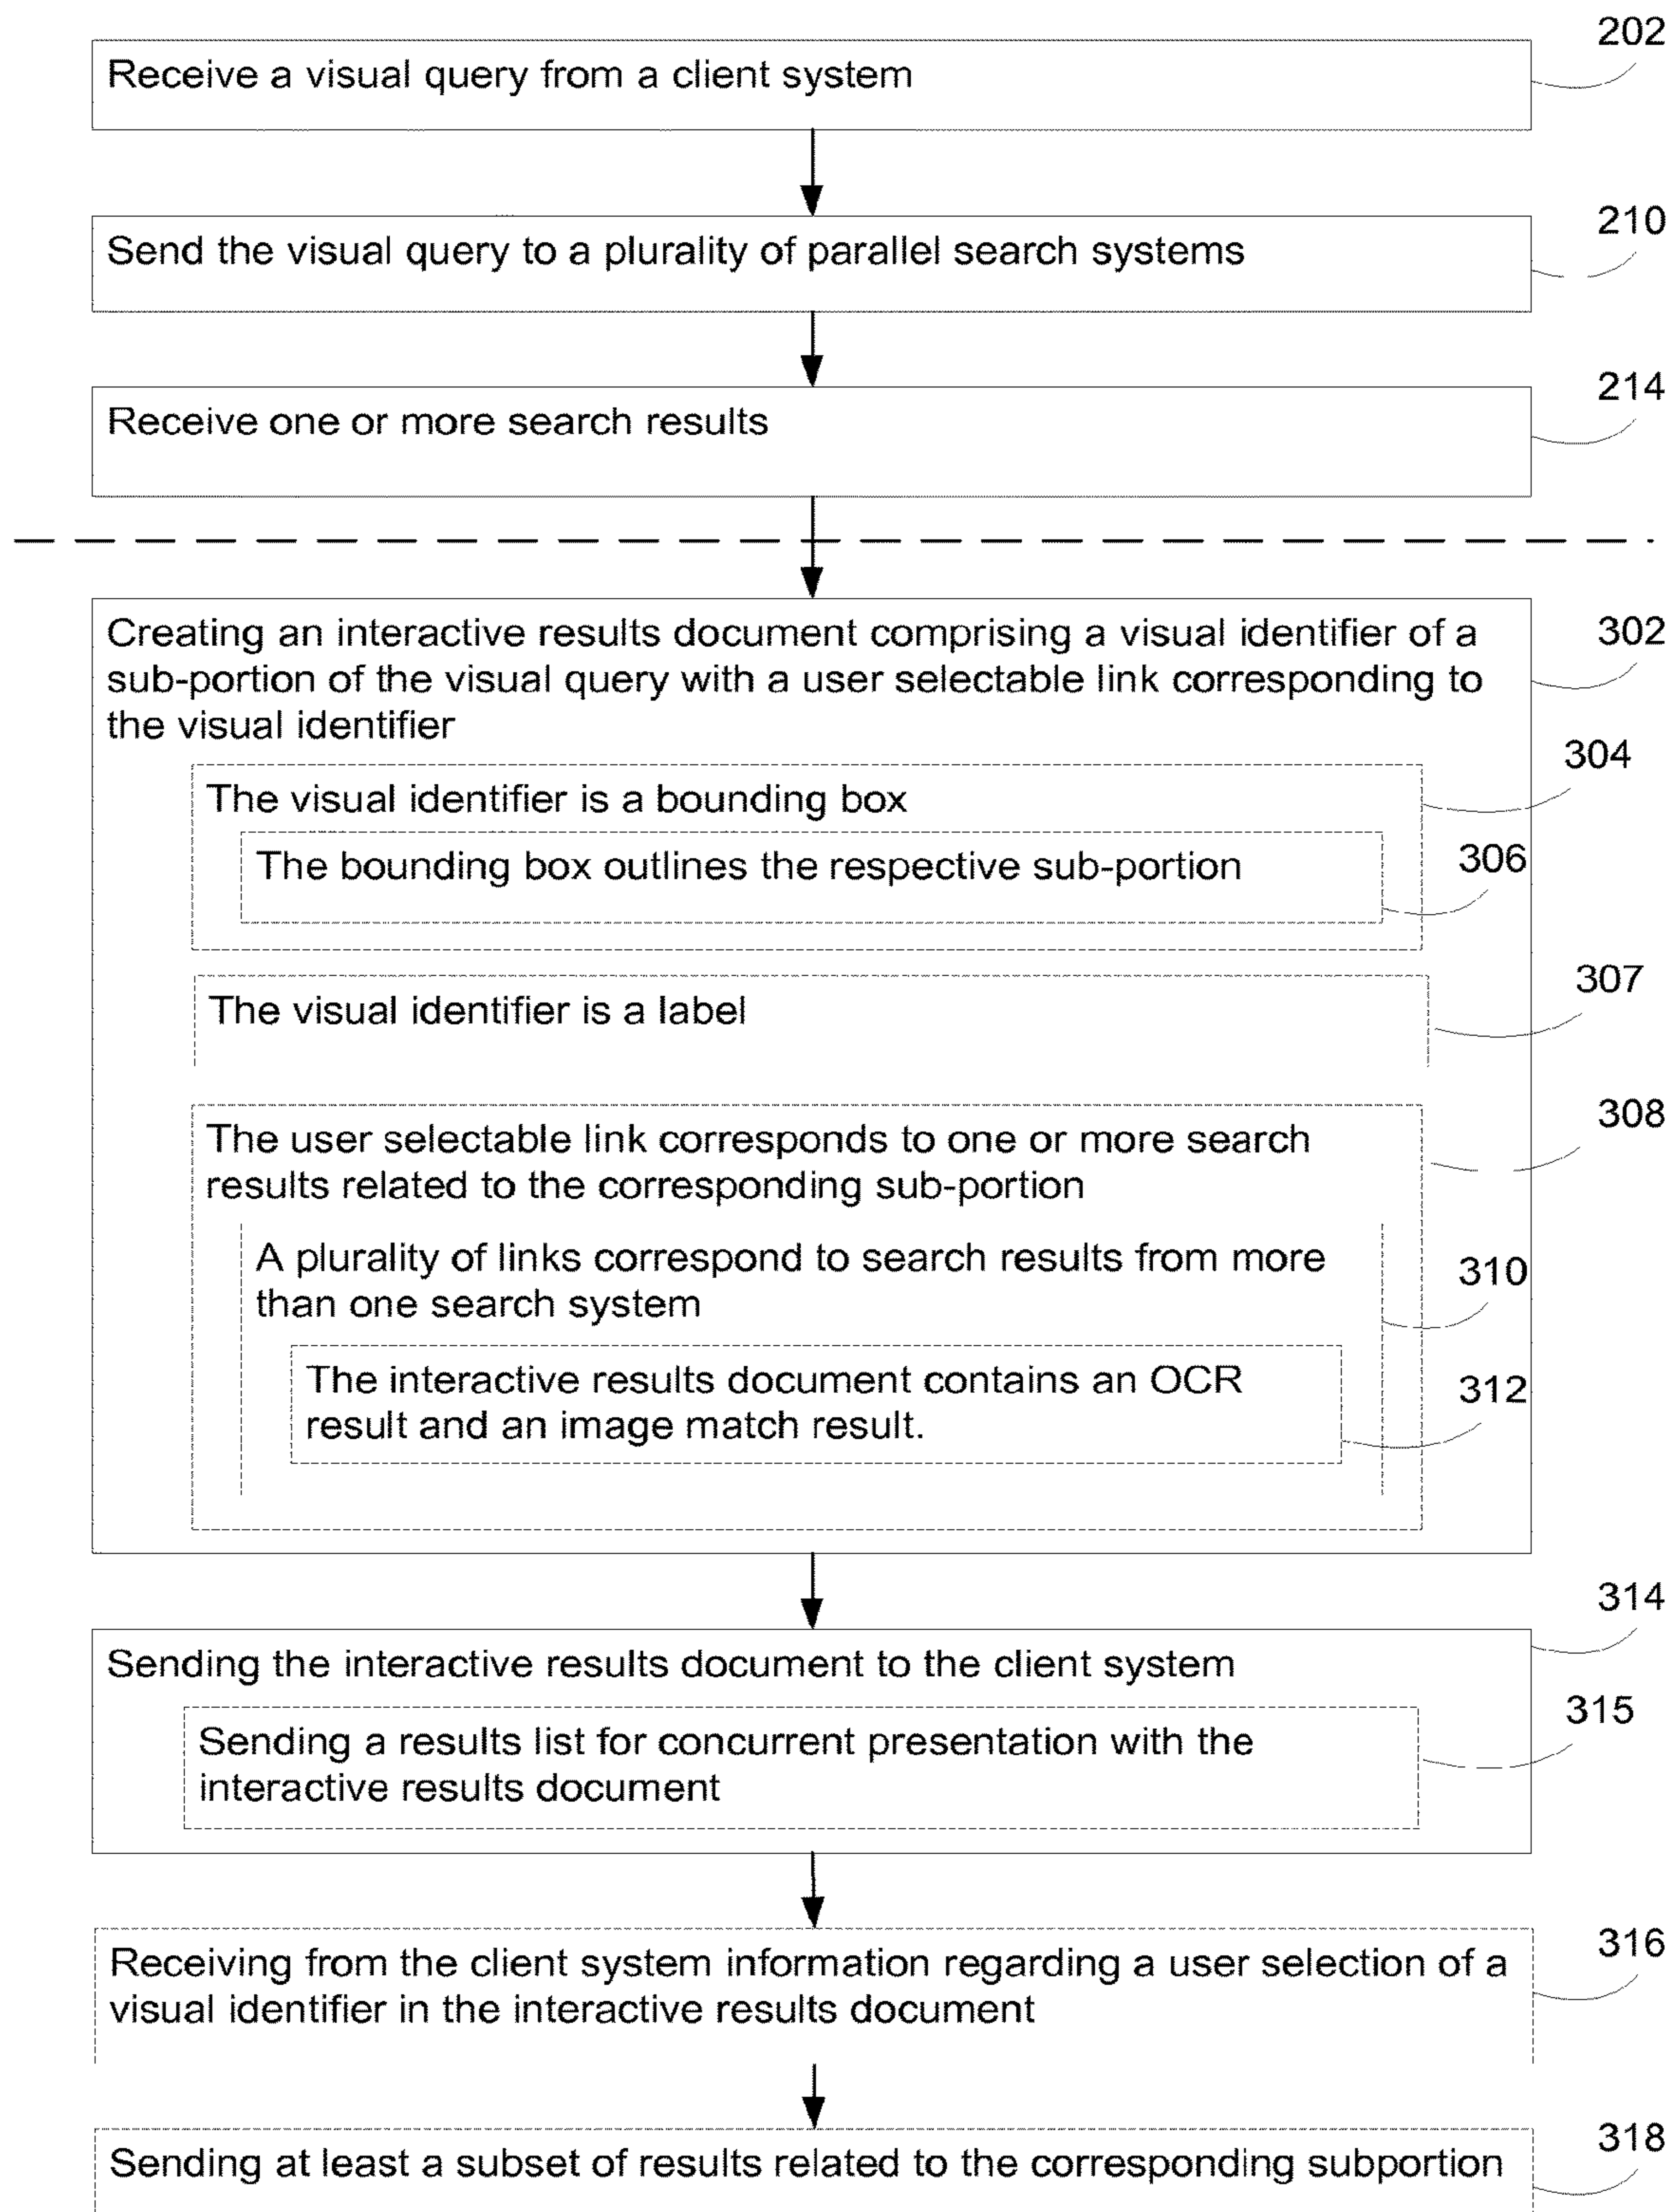 202
Receive a visual query from a client system
210
Send the visual query to a plurality of parallel search systems
214
Receive one or more search results
302
Creating an interactive results document comprising a visual identifier of a
sub-portion of the visual query with a user selectable link corresponding to
the visual identifier
304
The visual identifier is a bounding box
306
The bounding box outlines the respective sub-portion
307
The visual identifier is a label
308
The user selectable link corresponds to one or more search
results related to the corresponding sub-portion
310
A plurality of links correspond to search results from more
than one search system
312
The interactive results document contains an OCR
result and an image match result.
314
Sending the interactive results document to the client system
315
Sending a results list for concurrent presentation with the
interactive results document
316
Receiving from the client system information regarding a user selection of a
visual identifier in the interactive results document
318
Sending at least a subset of results related to the corresponding subportion